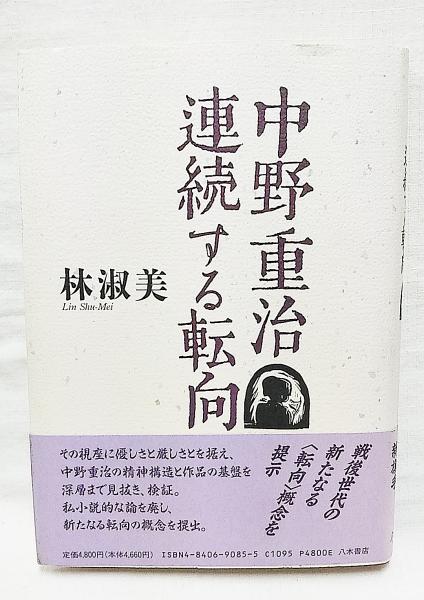 中野重治
連続する転向
林淑美
Lin Shu-Mei
戦後世代の
新たなる
〈転向〉概念を
提示
その視座に優しさと厳しさとを据え、
中野重治の精神構造と作品の基盤を
深層まで見抜き、検証。
私小説的な論を廃し、
新たなる転向の概念を提出。
定価4,800円(本体4,660円)
ISBN4-8406-9085-5 C1095 P4800E 八木書店